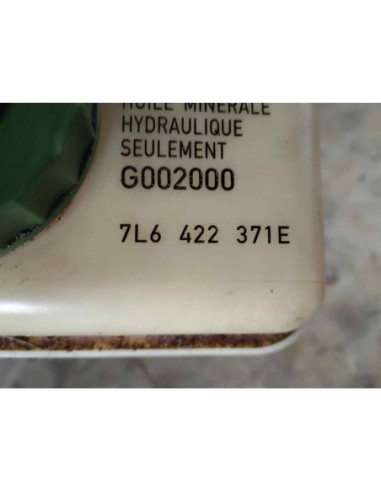 HUILE MINERALE
HYDRAULIQUE
SEULEMENT
G002000
7L6 422 371E